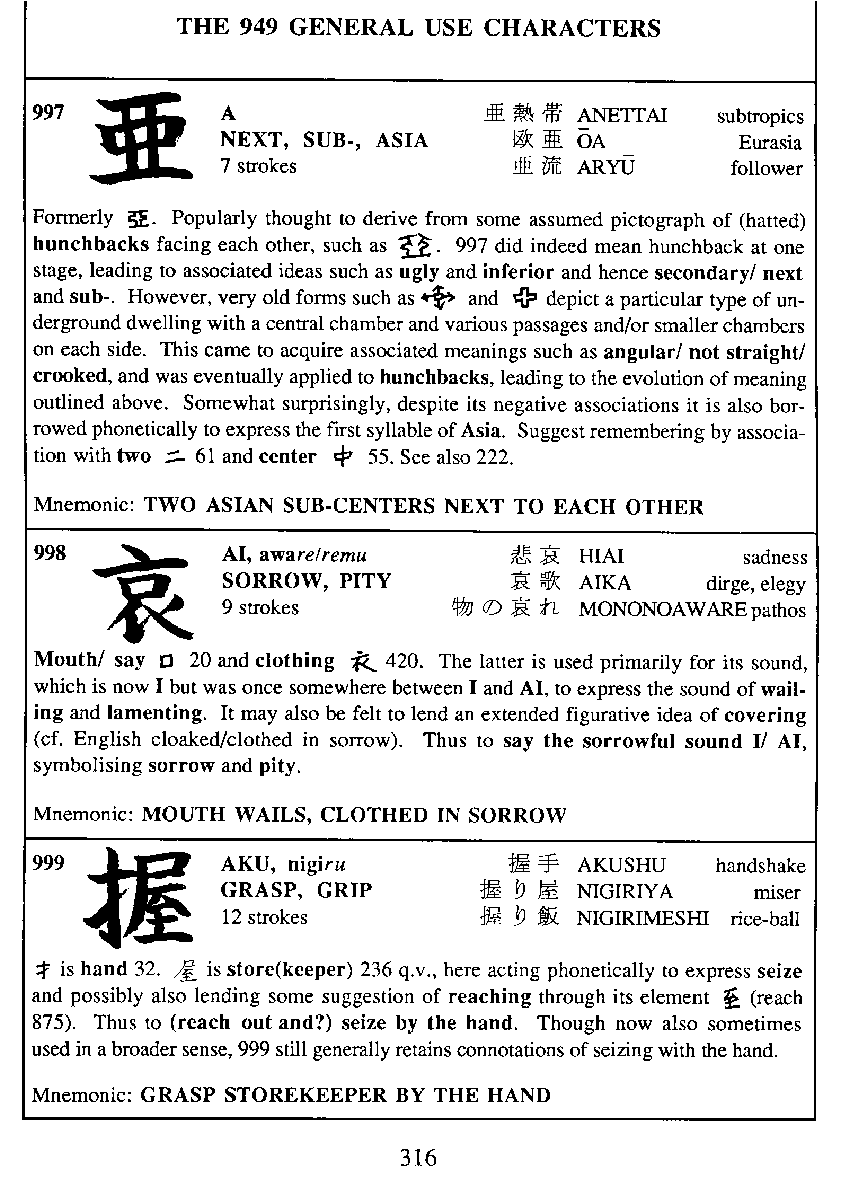 THE 949 GENERAL USE CHARACTERS
997 亜 A 亜熱帯 ANETTAI subtropics
NEXT, SUB-, ASIA 欧亜 ŌA Eurasia
7 strokes 亜流 ARYŪ follower
Formerly 亞. Popularly thought to derive from some assumed pictograph of (hatted)
hunchbacks facing each other, such as . 997 did indeed mean hunchback at one
stage, leading to associated ideas such as ugly and inferior and hence secondary/ next
and sub-. However, very old forms such as and depict a particular type of un-
derground dwelling with a central chamber and various passages and/or smaller chambers
on each side. This came to acquire associated meanings such as angular/ not straight/
crooked, and was eventually applied to hunchbacks, leading to the evolution of meaning
outlined above. Somewhat surprisingly, despite its negative associations it is also bor-
rowed phonetically to express the first syllable of Asia. Suggest remembering by associa-
tion with two 二 61 and center 中 55. See also 222.
Mnemonic: TWO ASIAN SUB-CENTERS NEXT TO EACH OTHER
998 哀 AI, aware/remu 悲哀 HIAI sadness
SORROW, PITY 哀歌 AIKA dirge, elegy
9 strokes 物の哀れ MONONOAWARE pathos
Mouth/ say 口 20 and clothing 衣 420. The latter is used primarily for its sound,
which is now I but was once somewhere between I and AI, to express the sound of wail-
ing and lamenting. It may also be felt to lend an extended figurative idea of covering
(cf. English cloaked/clothed in sorrow). Thus to say the sorrowful sound I/ AI,
symbolising sorrow and pity.
Mnemonic: MOUTH WAILS, CLOTHED IN SORROW
999 握 AKU, nigiru 握手 AKUSHU handshake
GRASP, GRIP 握り屋 NIGIRIYA miser
12 strokes 握り飯 NIGIRIMESHI rice-ball
扌 is hand 32. 屋 is store(keeper) 236 q.v., here acting phonetically to express seize
and possibly also lending some suggestion of reaching through its element 至 (reach
875). Thus to (reach out and?) seize by the hand. Though now also sometimes
used in a broader sense, 999 still generally retains connotations of seizing with the hand.
Mnemonic: GRASP STOREKEEPER BY THE HAND
316